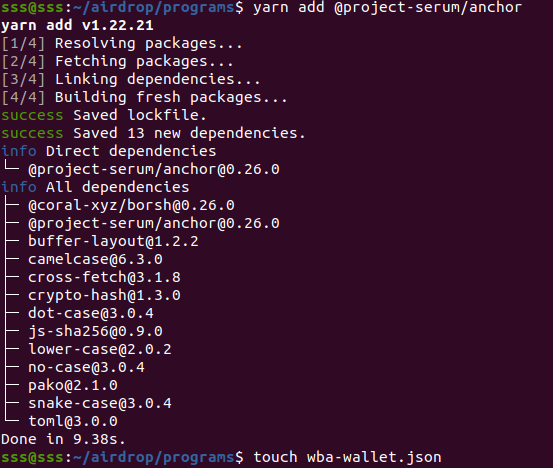 sss@sss:~/airdrop/programs$ yarn add @project-serum/anchor
yarn add v1.22.21
[1/4] Resolving packages...
[2/4] Fetching packages...
[3/4] Linking dependencies...
[4/4] Building fresh packages...
success Saved lockfile.
success Saved 13 new dependencies.
info Direct dependencies
└─ @project-serum/anchor@0.26.0
info All dependencies
├─ @coral-xyz/borsh@0.26.0
├─ @project-serum/anchor@0.26.0
├─ buffer-layout@1.2.2
├─ camelcase@6.3.0
├─ cross-fetch@3.1.8
├─ crypto-hash@1.3.0
├─ dot-case@3.0.4
├─ js-sha256@0.9.0
├─ lower-case@2.0.2
├─ no-case@3.0.4
├─ pako@2.1.0
├─ snake-case@3.0.4
└─ toml@3.0.0
Done in 9.38s.
sss@sss:~/airdrop/programs$ touch wba-wallet.json